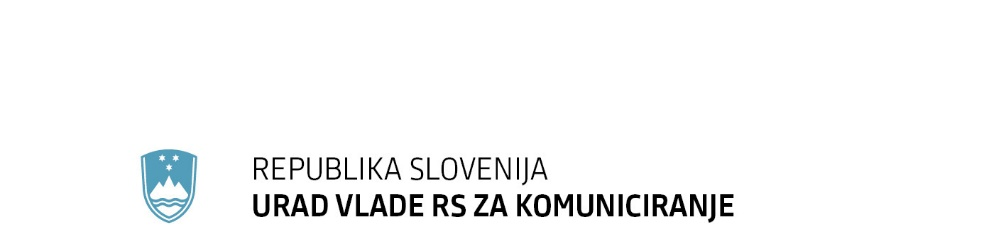 REPUBLIKA SLOVENIJA
URAD VLADE RS ZA KOMUNICIRANJE